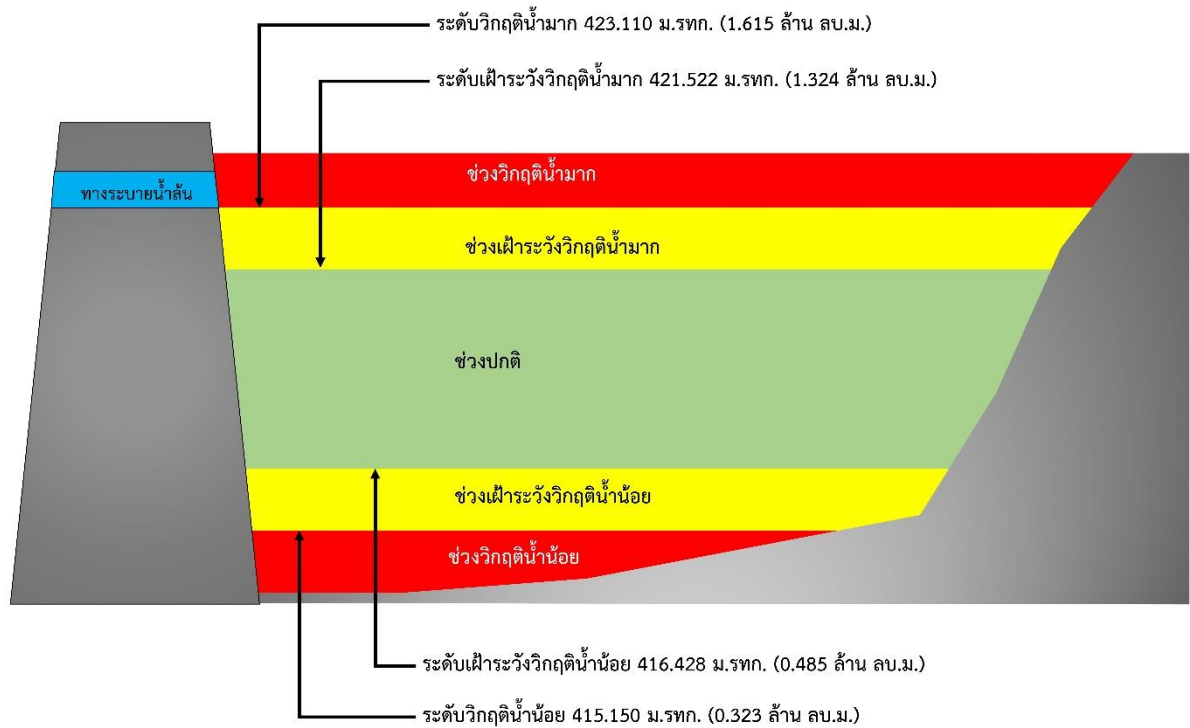 ระดับวิกฤติน้ำมาก 423.110 ม.รทก. (1.615 ล้าน ลบ.ม.)
ระดับเฝ้าระวังวิกฤติน้ำมาก 421.522 ม.รทก. (1.324 ล้าน ลบ.ม.)
ช่วงวิกฤติน้ำมาก
ทางระบายน้ำล้น
ช่วงเฝ้าระวังวิกฤติน้ำมาก
ช่วงปกติ
ช่วงเฝ้าระวังวิกฤติน้ำน้อย
ช่วงวิกฤติน้ำน้อย
ระดับเฝ้าระวังวิกฤติน้ำน้อย 416.428 ม.รทก. (0.485 ล้าน ลบ.ม.)
ระดับวิกฤติน้ำน้อย 415.150 ม.รทก. (0.323 ล้าน ลบ.ม.)